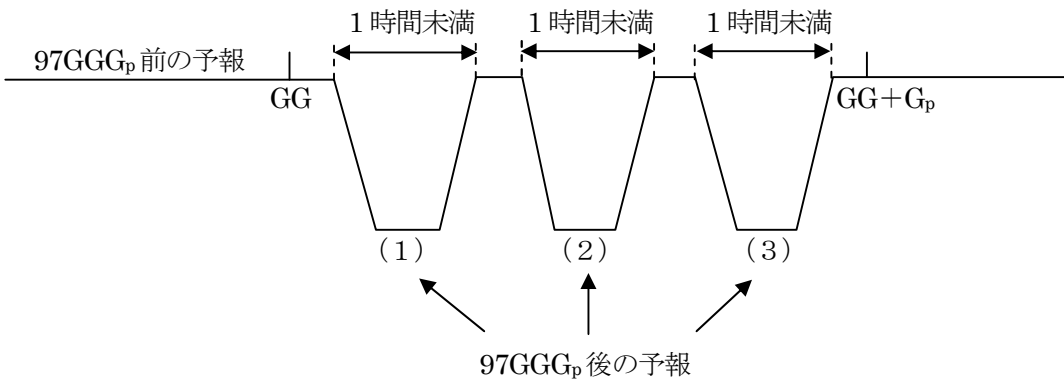 １時間未満 １時間未満 １時間未満
97GGGp前の予報
GG GG＋Gp
（１） （２） （３）
97GGGp後の予報